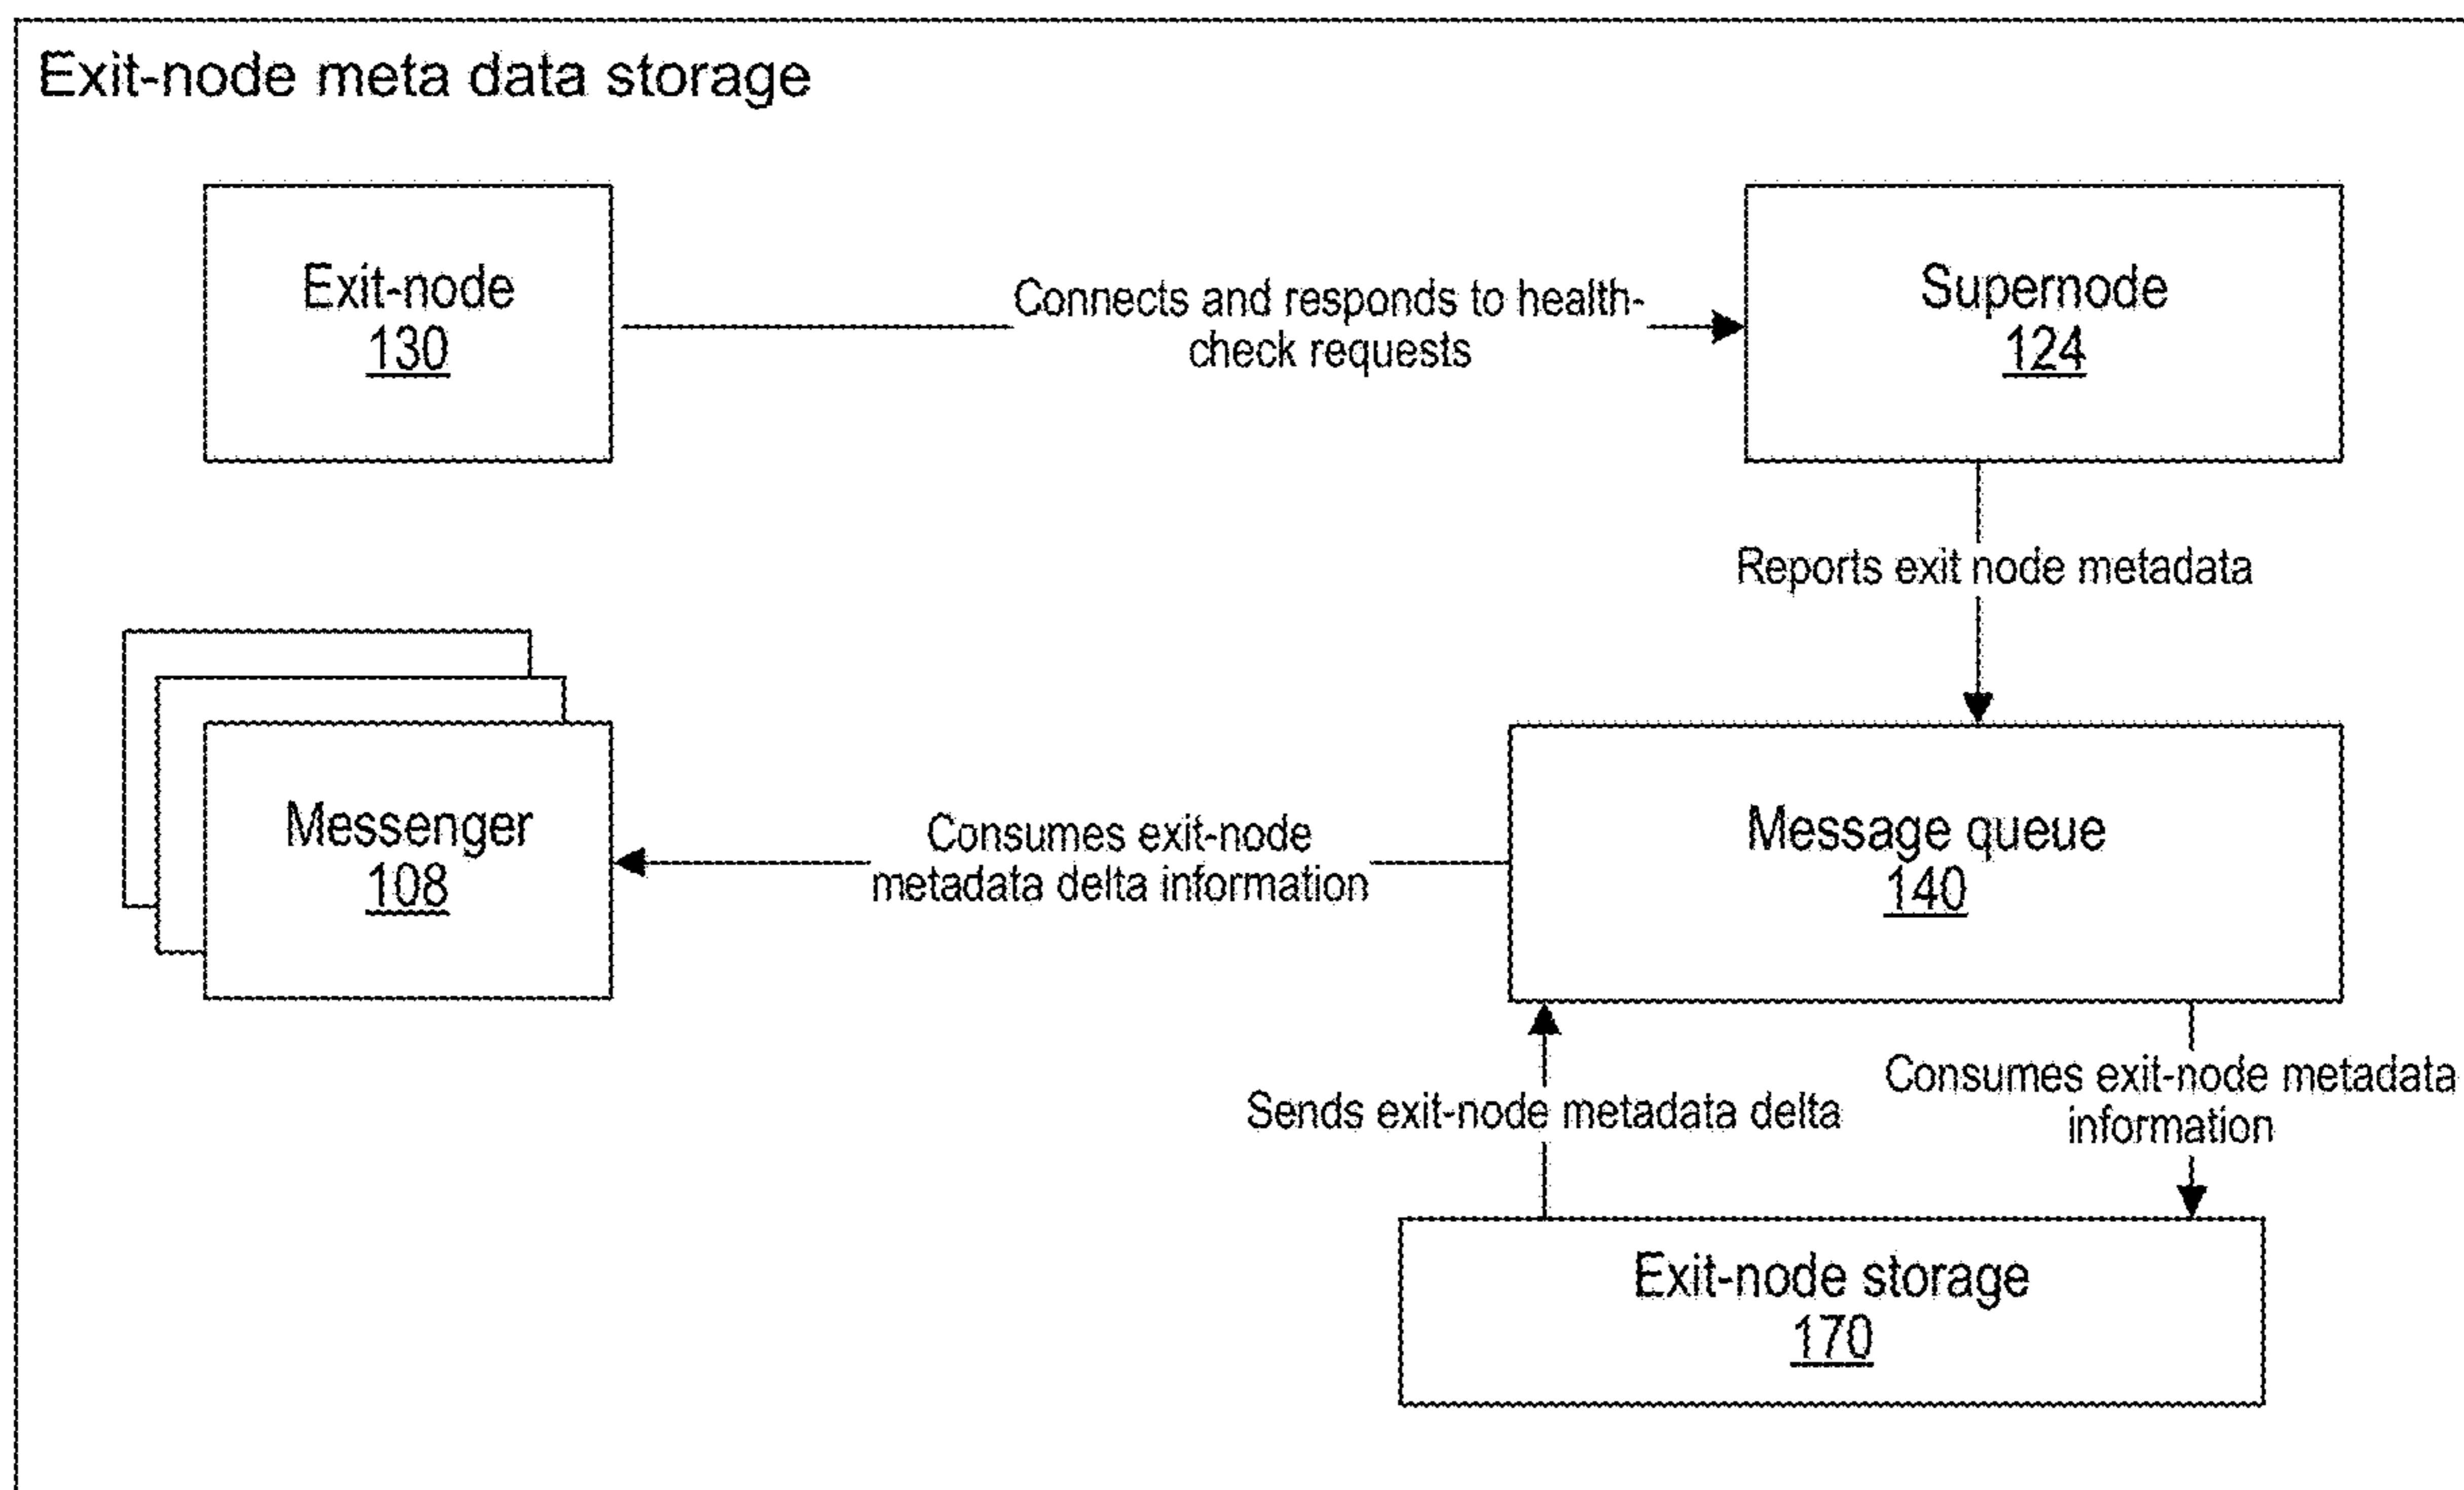 Exit-node meta data storage
Exit-node
130
Connects and responds to health-
check requests
Supernode
124
Reports exit node metadata
Messenger
108
Consumes exit-node
metadata delta information
Message queue
140
Sends exit-node metadata delta
Consumes exit-node metadata
information
Exit-node storage
170